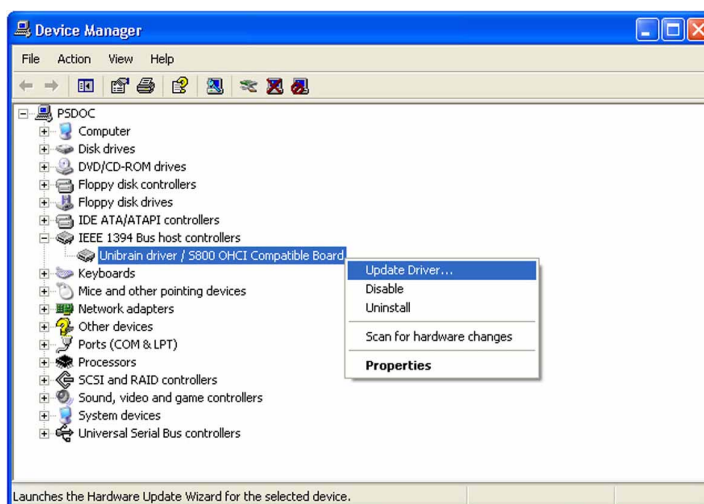 Device Manager
File Action View Help
PSDOC
Computer
Disk drives
DVD/CD-ROM drives
Floppy disk controllers
Floppy disk drives
IDE ATA/ATAPI controllers
IEEE 1394 Bus host controllers
Unibrain driver / S800 OHCI Compatible Board
Keyboards
Mice and other pointing devices
Network adapters
Other devices
Ports (COM & LPT)
Processors
SCSI and RAID controllers
Sound, video and game controllers
System devices
Universal Serial Bus controllers
Update Driver...
Disable
Uninstall
Scan for hardware changes
Properties
Launches the Hardware Update Wizard for the selected device.